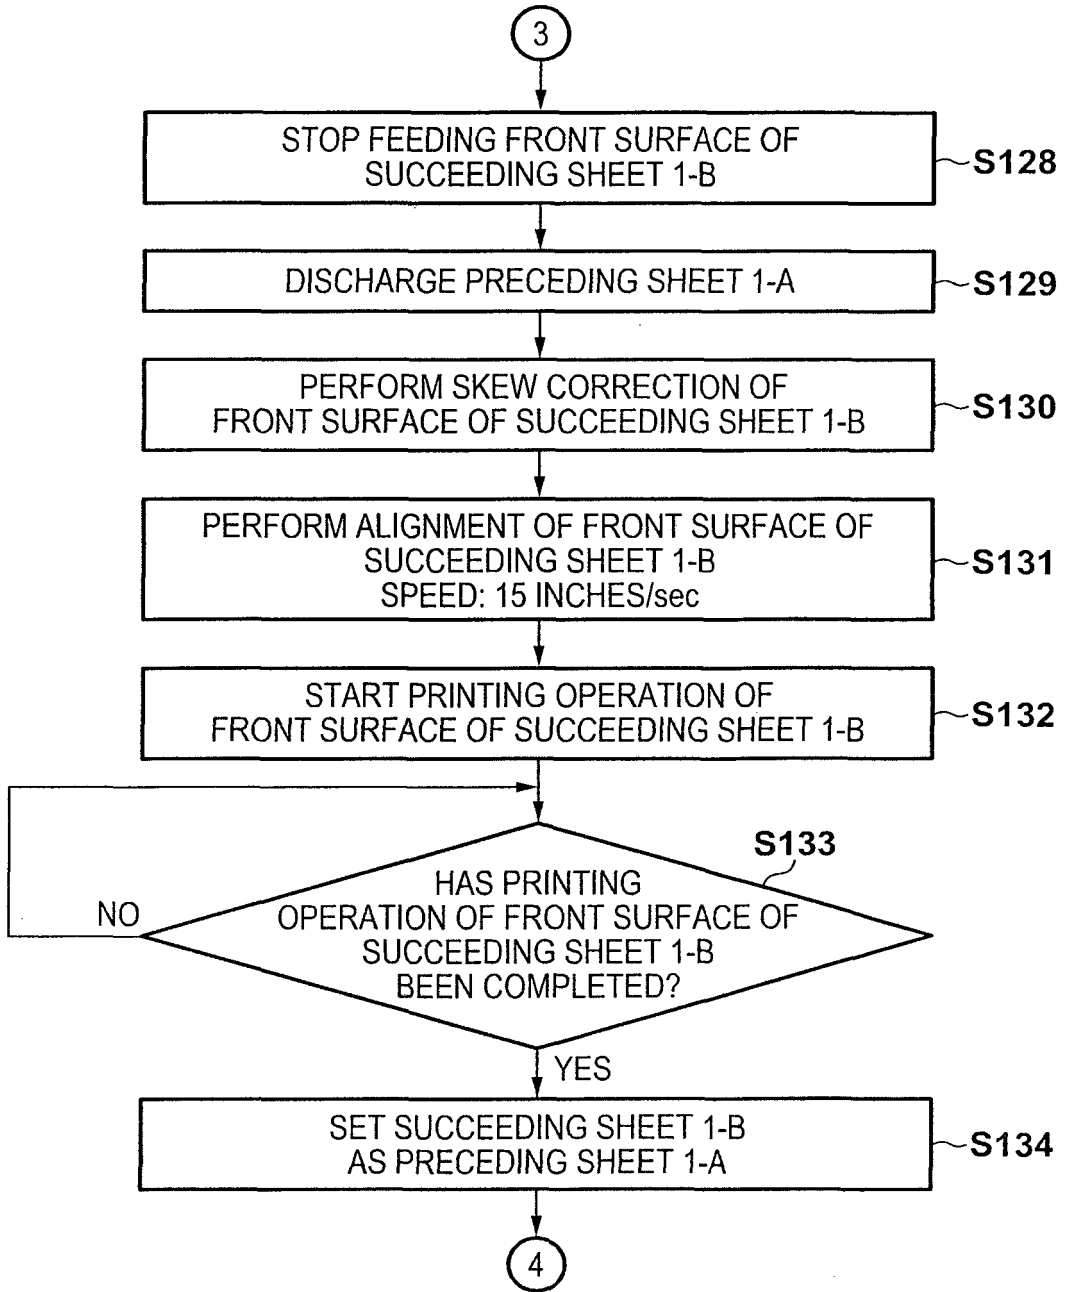 3
STOP FEEDING FRONT SURFACE OF
SUCCEEDING SHEET 1-B
S128
DISCHARGE PRECEDING SHEET 1-A
S129
PERFORM SKEW CORRECTION OF
FRONT SURFACE OF SUCCEEDING SHEET 1-B
S130
PERFORM ALIGNMENT OF FRONT SURFACE OF
SUCCEEDING SHEET 1-B
SPEED: 15 INCHES/sec
S131
START PRINTING OPERATION OF
FRONT SURFACE OF SUCCEEDING SHEET 1-B
S132
S133
HAS PRINTING
OPERATION OF FRONT SURFACE OF
SUCCEEDING SHEET 1-B
BEEN COMPLETED?
NO
YES
SET SUCCEEDING SHEET 1-B
AS PRECEDING SHEET 1-A
S134
4